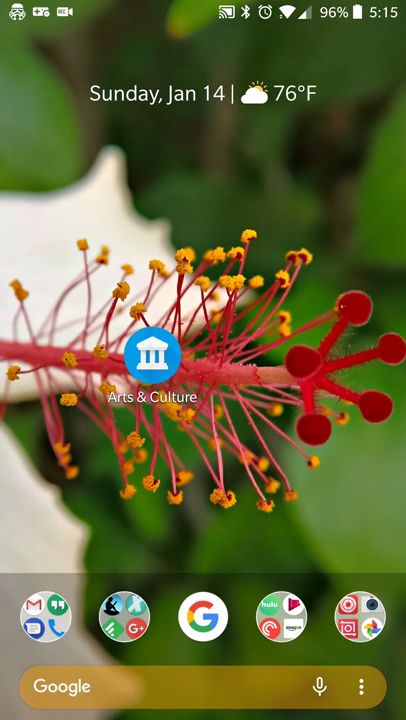 96% 5:15
Sunday, Jan 14 | 76°F
Arts & Culture
hulu
amazon
Google